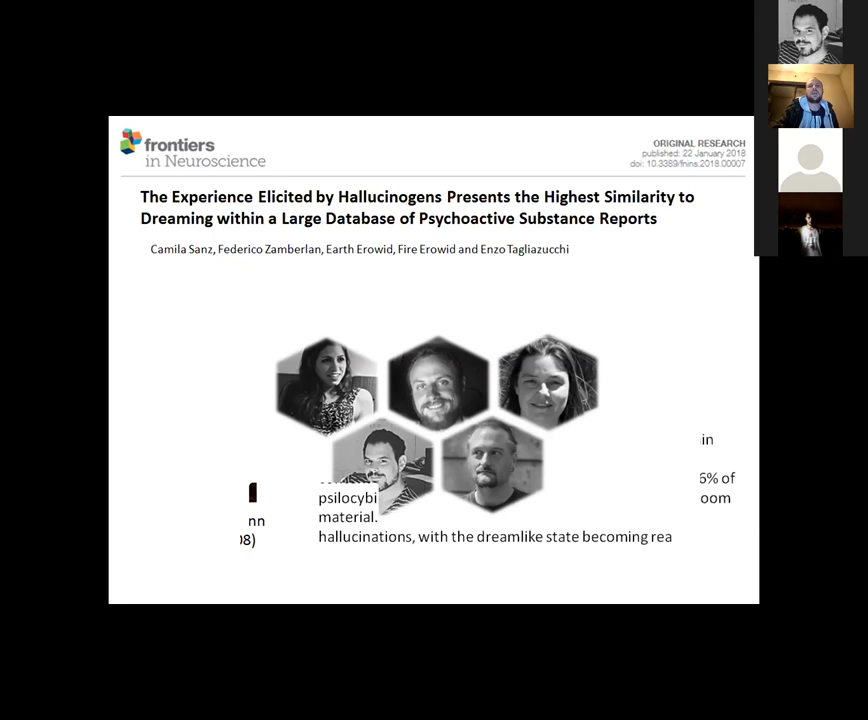 frontiers
in Neuroscience
ORIGINAL RESEARCH
published: 22 January 2018
doi: 10.3389/fnins.2018.00007
The Experience Elicited by Hallucinogens Presents the Highest Similarity to
Dreaming within a Large Database of Psychoactive Substance Reports
Camila Sanz, Federico Zamberlan, Earth Erowid, Fire Erowid and Enzo Tagliazucchi
in
6% of
psilocybi
oom
material.
nn
hallucinations, with the dreamlike state becoming rea